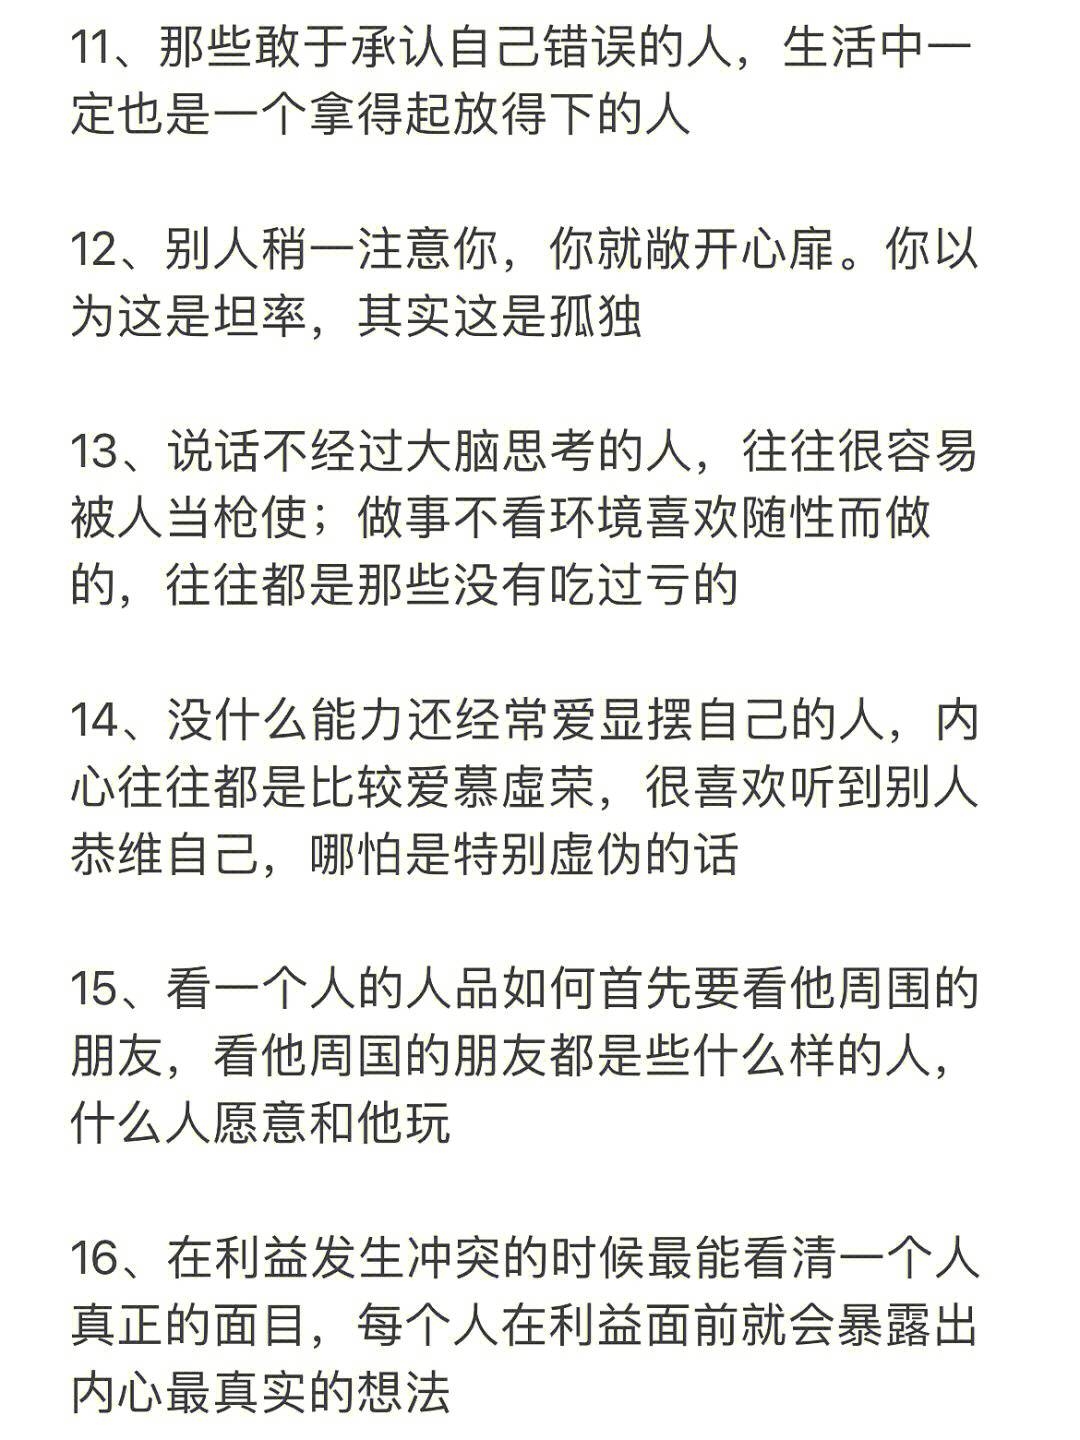 11、那些敢于承认自己错误的人，生活中一
定也是一个拿得起放得下的人
12、别人稍一注意你，你就敞开心扉。你以
为这是坦率，其实这是孤独
13、说话不经过大脑思考的人，往往很容易
被人当枪使；做事不看环境喜欢随性而做
的，往往都是那些没有吃过亏的
14、没什么能力还经常爱显摆自己的人，内
心往往都是比较爱慕虚荣，很喜欢听到别人
恭维自己，哪怕是特别虚伪的话
15、看一个人的人品如何首先要看他周围的
朋友，看他周国的朋友都是些什么样的人，
什么人愿意和他玩
16、在利益发生冲突的时候最能看清一个人
真正的面目，每个人在利益面前就会暴露出
内心最真实的想法